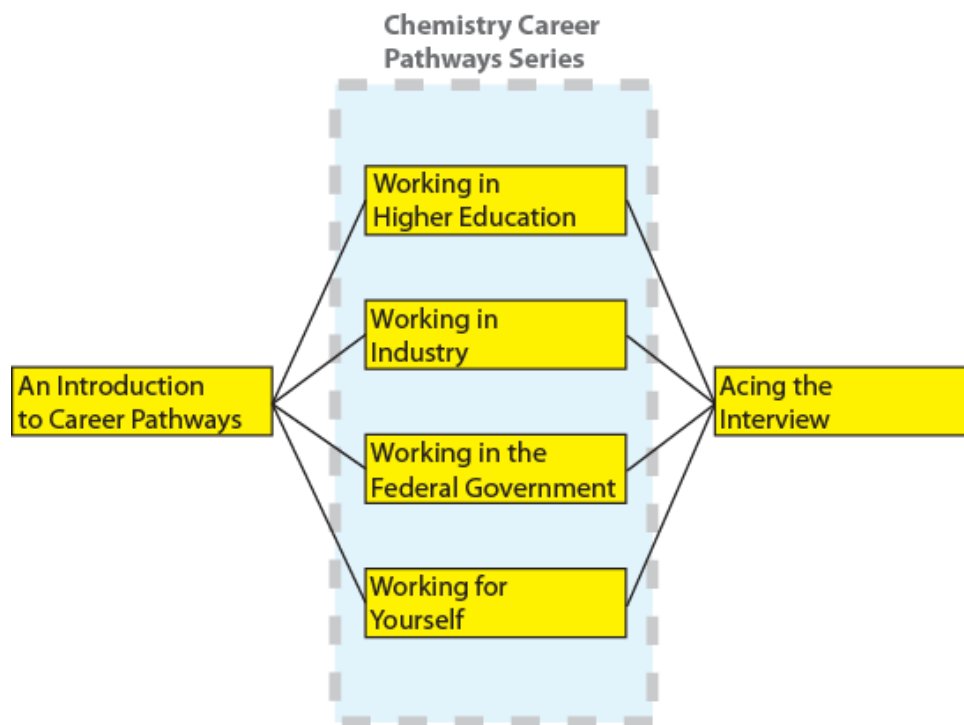 Chemistry Career
Pathways Series
Working in
Higher Education
Working in
Industry
An Introduction
to Career Pathways
Acing the
Interview
Working in the
Federal Government
Working for
Yourself